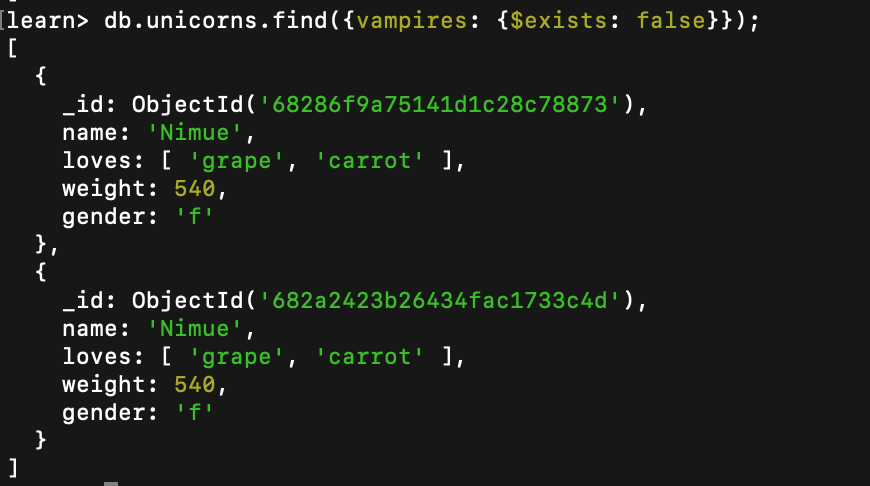 [learn> db.unicorns.find({vampires: {$exists: false}});
[
  {
    _id: ObjectId('68286f9a75141d1c28c78873'),
    name: 'Nimue',
    loves: [ 'grape', 'carrot' ],
    weight: 540,
    gender: 'f'
  },
  {
    _id: ObjectId('682a2423b26434fac1733c4d'),
    name: 'Nimue',
    loves: [ 'grape', 'carrot' ],
    weight: 540,
    gender: 'f'
  }
]